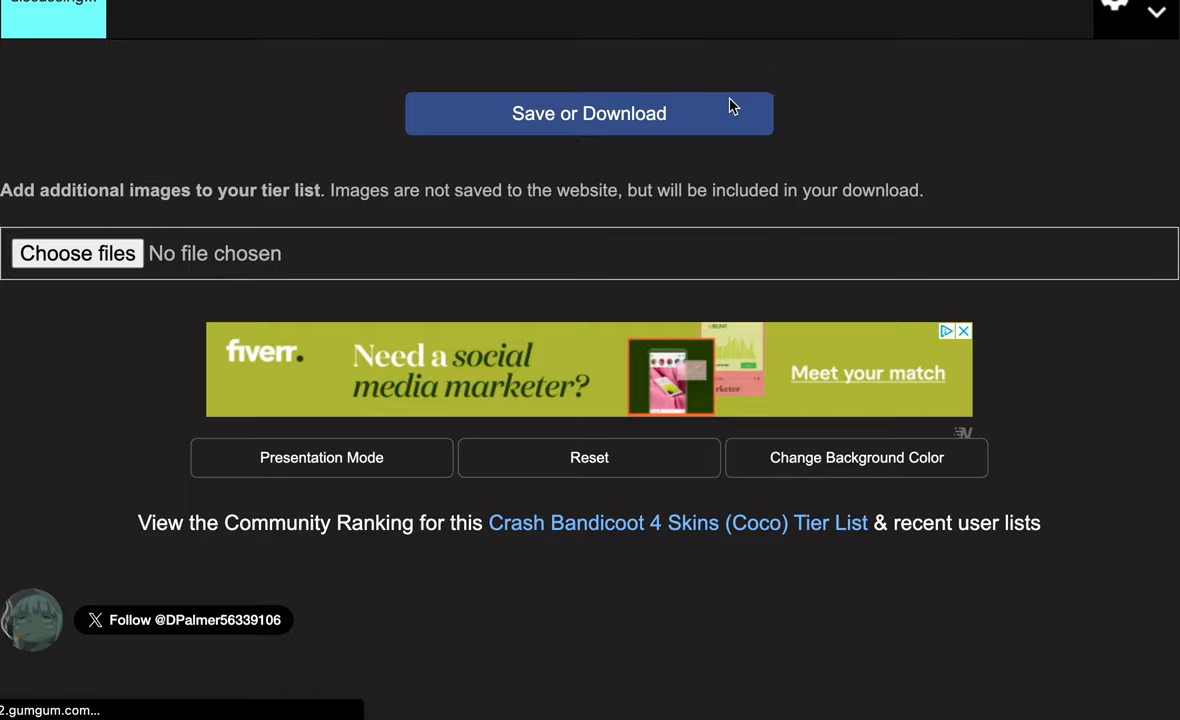 Save or Download
Add additional images to your tier list. Images are not saved to the website, but will be included in your download.
Choose files No file chosen
fiverr.
Need a social
media marketer?
Meet your match
Presentation Mode
Reset
Change Background Color
View the Community Ranking for this Crash Bandicoot 4 Skins (Coco) Tier List & recent user lists
Follow @DPalmer56339106
2.gumgum.com...